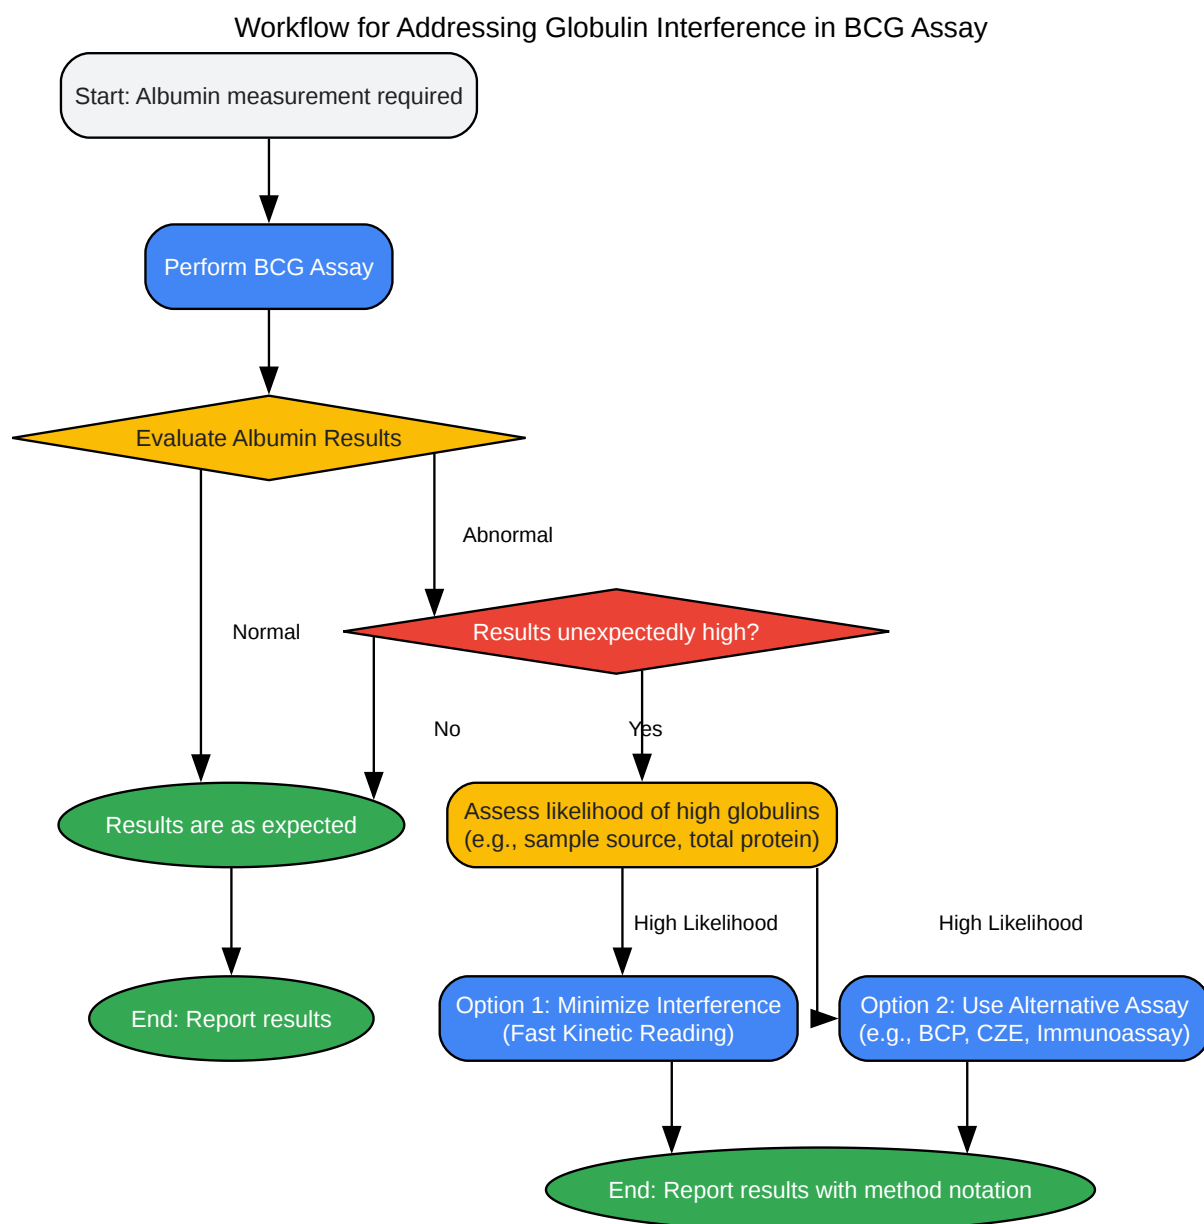 Workflow for Addressing Globulin Interference in BCG Assay
Start: Albumin measurement required
Perform BCG Assay
Evaluate Albumin Results
Abnormal
Normal
Results unexpectedly high?
No
Yes
Results are as expected
Assess likelihood of high globulins
(e.g., sample source, total protein)
High Likelihood
High Likelihood
End: Report results
Option 1: Minimize Interference
(Fast Kinetic Reading)
Option 2: Use Alternative Assay
(e.g., BCP, CZE, Immunoassay)
End: Report results with method notation